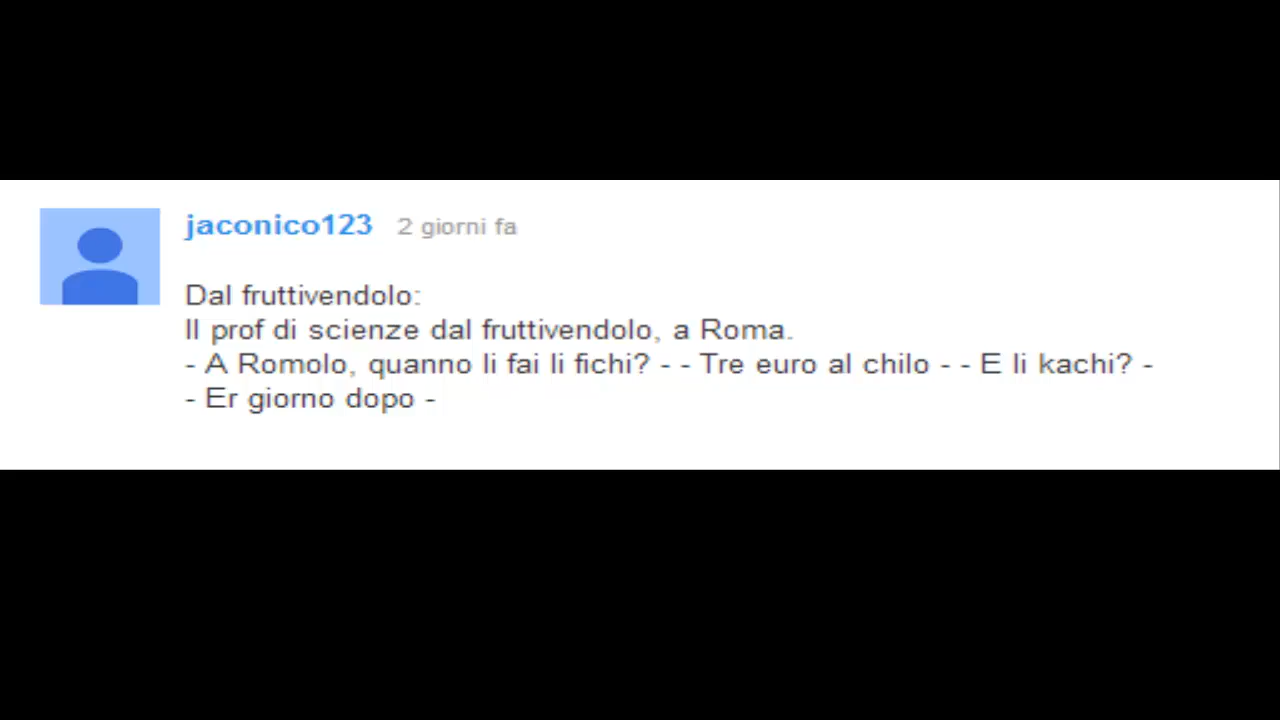 jaconico123 2 giorni fa
Dal fruttivendolo:
Il prof di scienze dal fruttivendolo, a Roma.
- A Romolo, quanno li fai li fichi? - - Tre euro al chilo - - E li kachi? -
- Er giorno dopo -